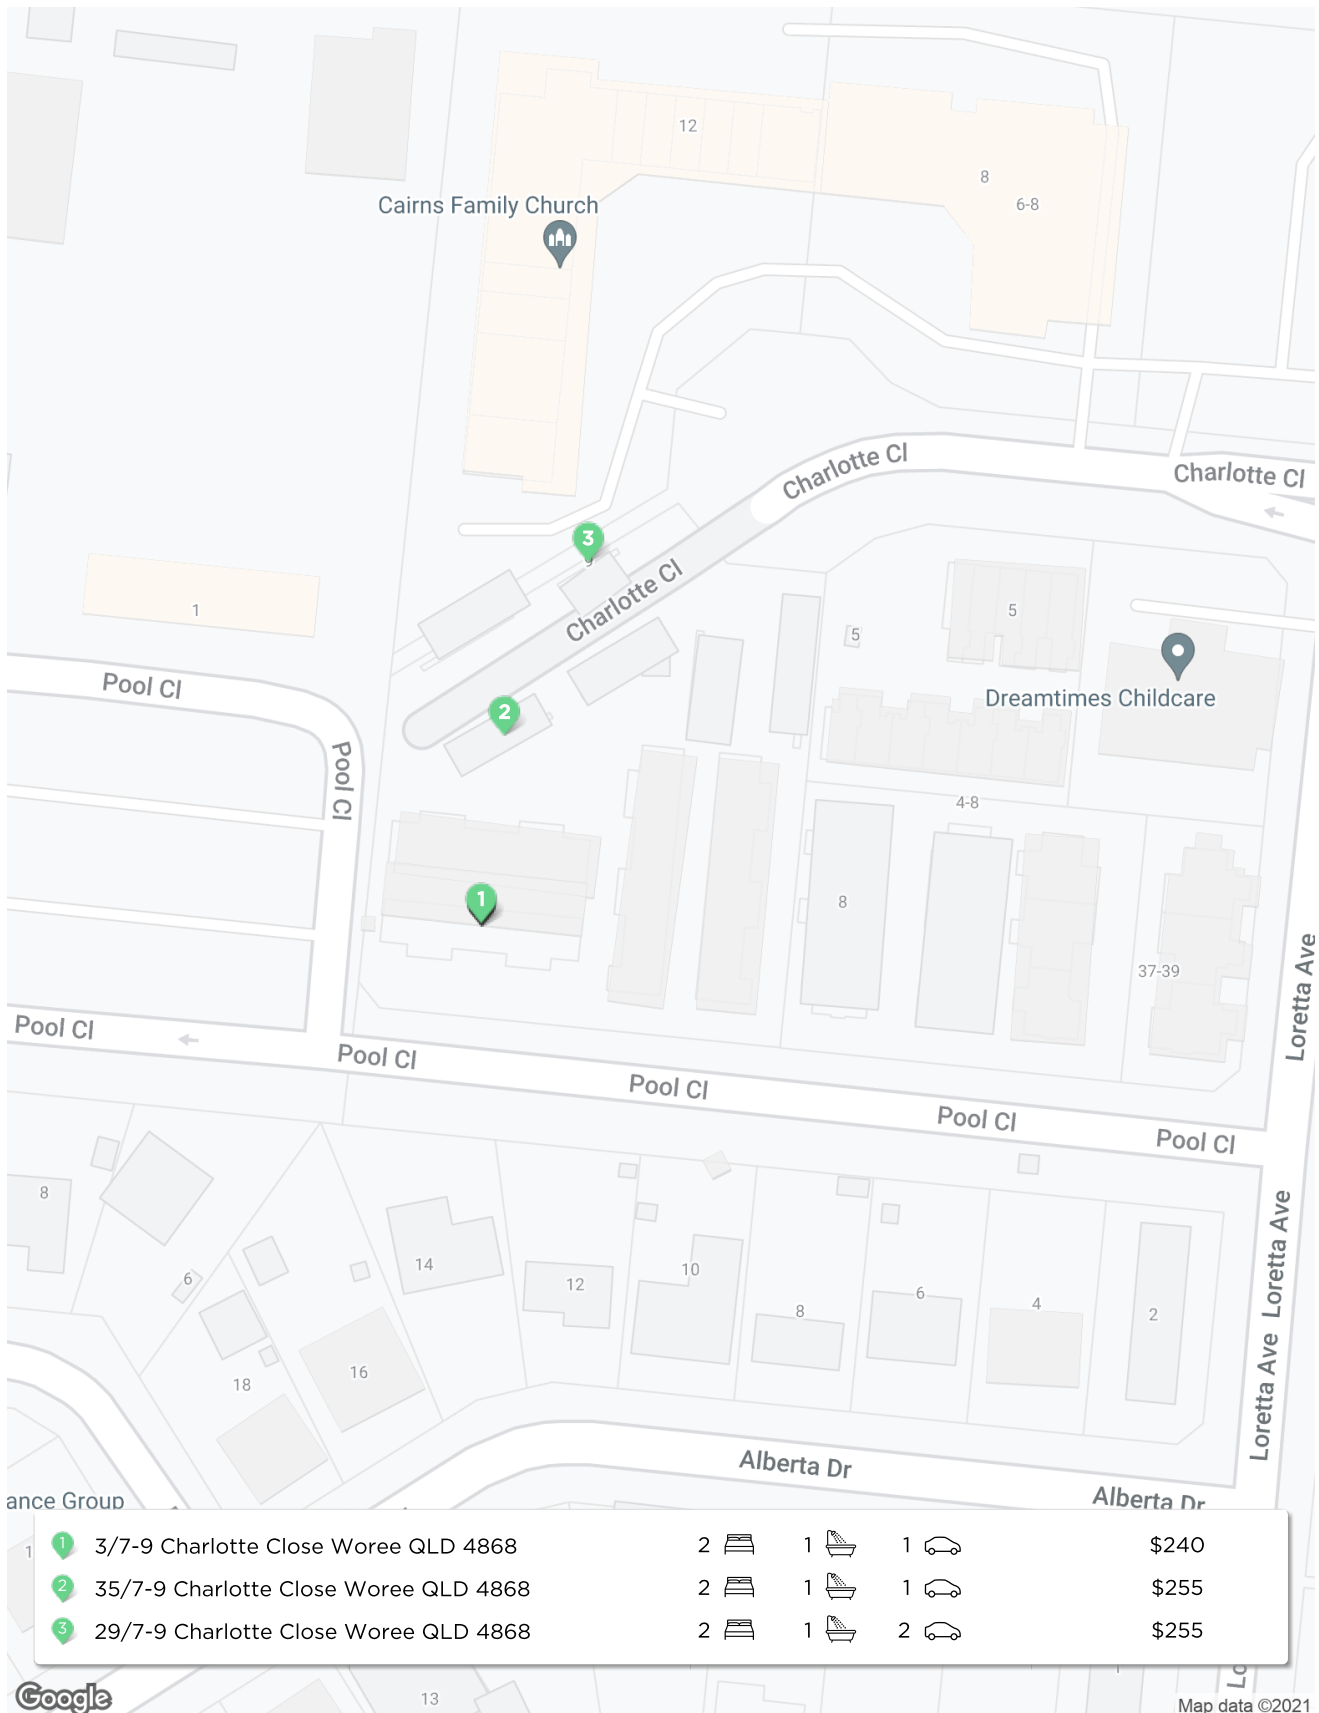 12
8
6-8
Cairns Family Church
Charlotte Cl
Charlotte Cl
3
9
Charlotte Cl
1
5
5
Dreamtimes Childcare
Pool Cl
2
Pool Cl
4-8
1
8
37-39
Loretta Ave
Pool Cl
Pool Cl
Pool Cl
Pool Cl
Pool Cl
8
6
14
12
10
8
6
4
2
Loretta Ave
16
18
Loretta Ave
Alberta Dr
Alberta Dr
ance Group
1
1 3/7-9 Charlotte Close Woree QLD 4868 2 1 1 $240
2 35/7-9 Charlotte Close Woree QLD 4868 2 1 1 $255
3 29/7-9 Charlotte Close Woree QLD 4868 2 1 2 $255
13
Lo
Google
Map data ©2021